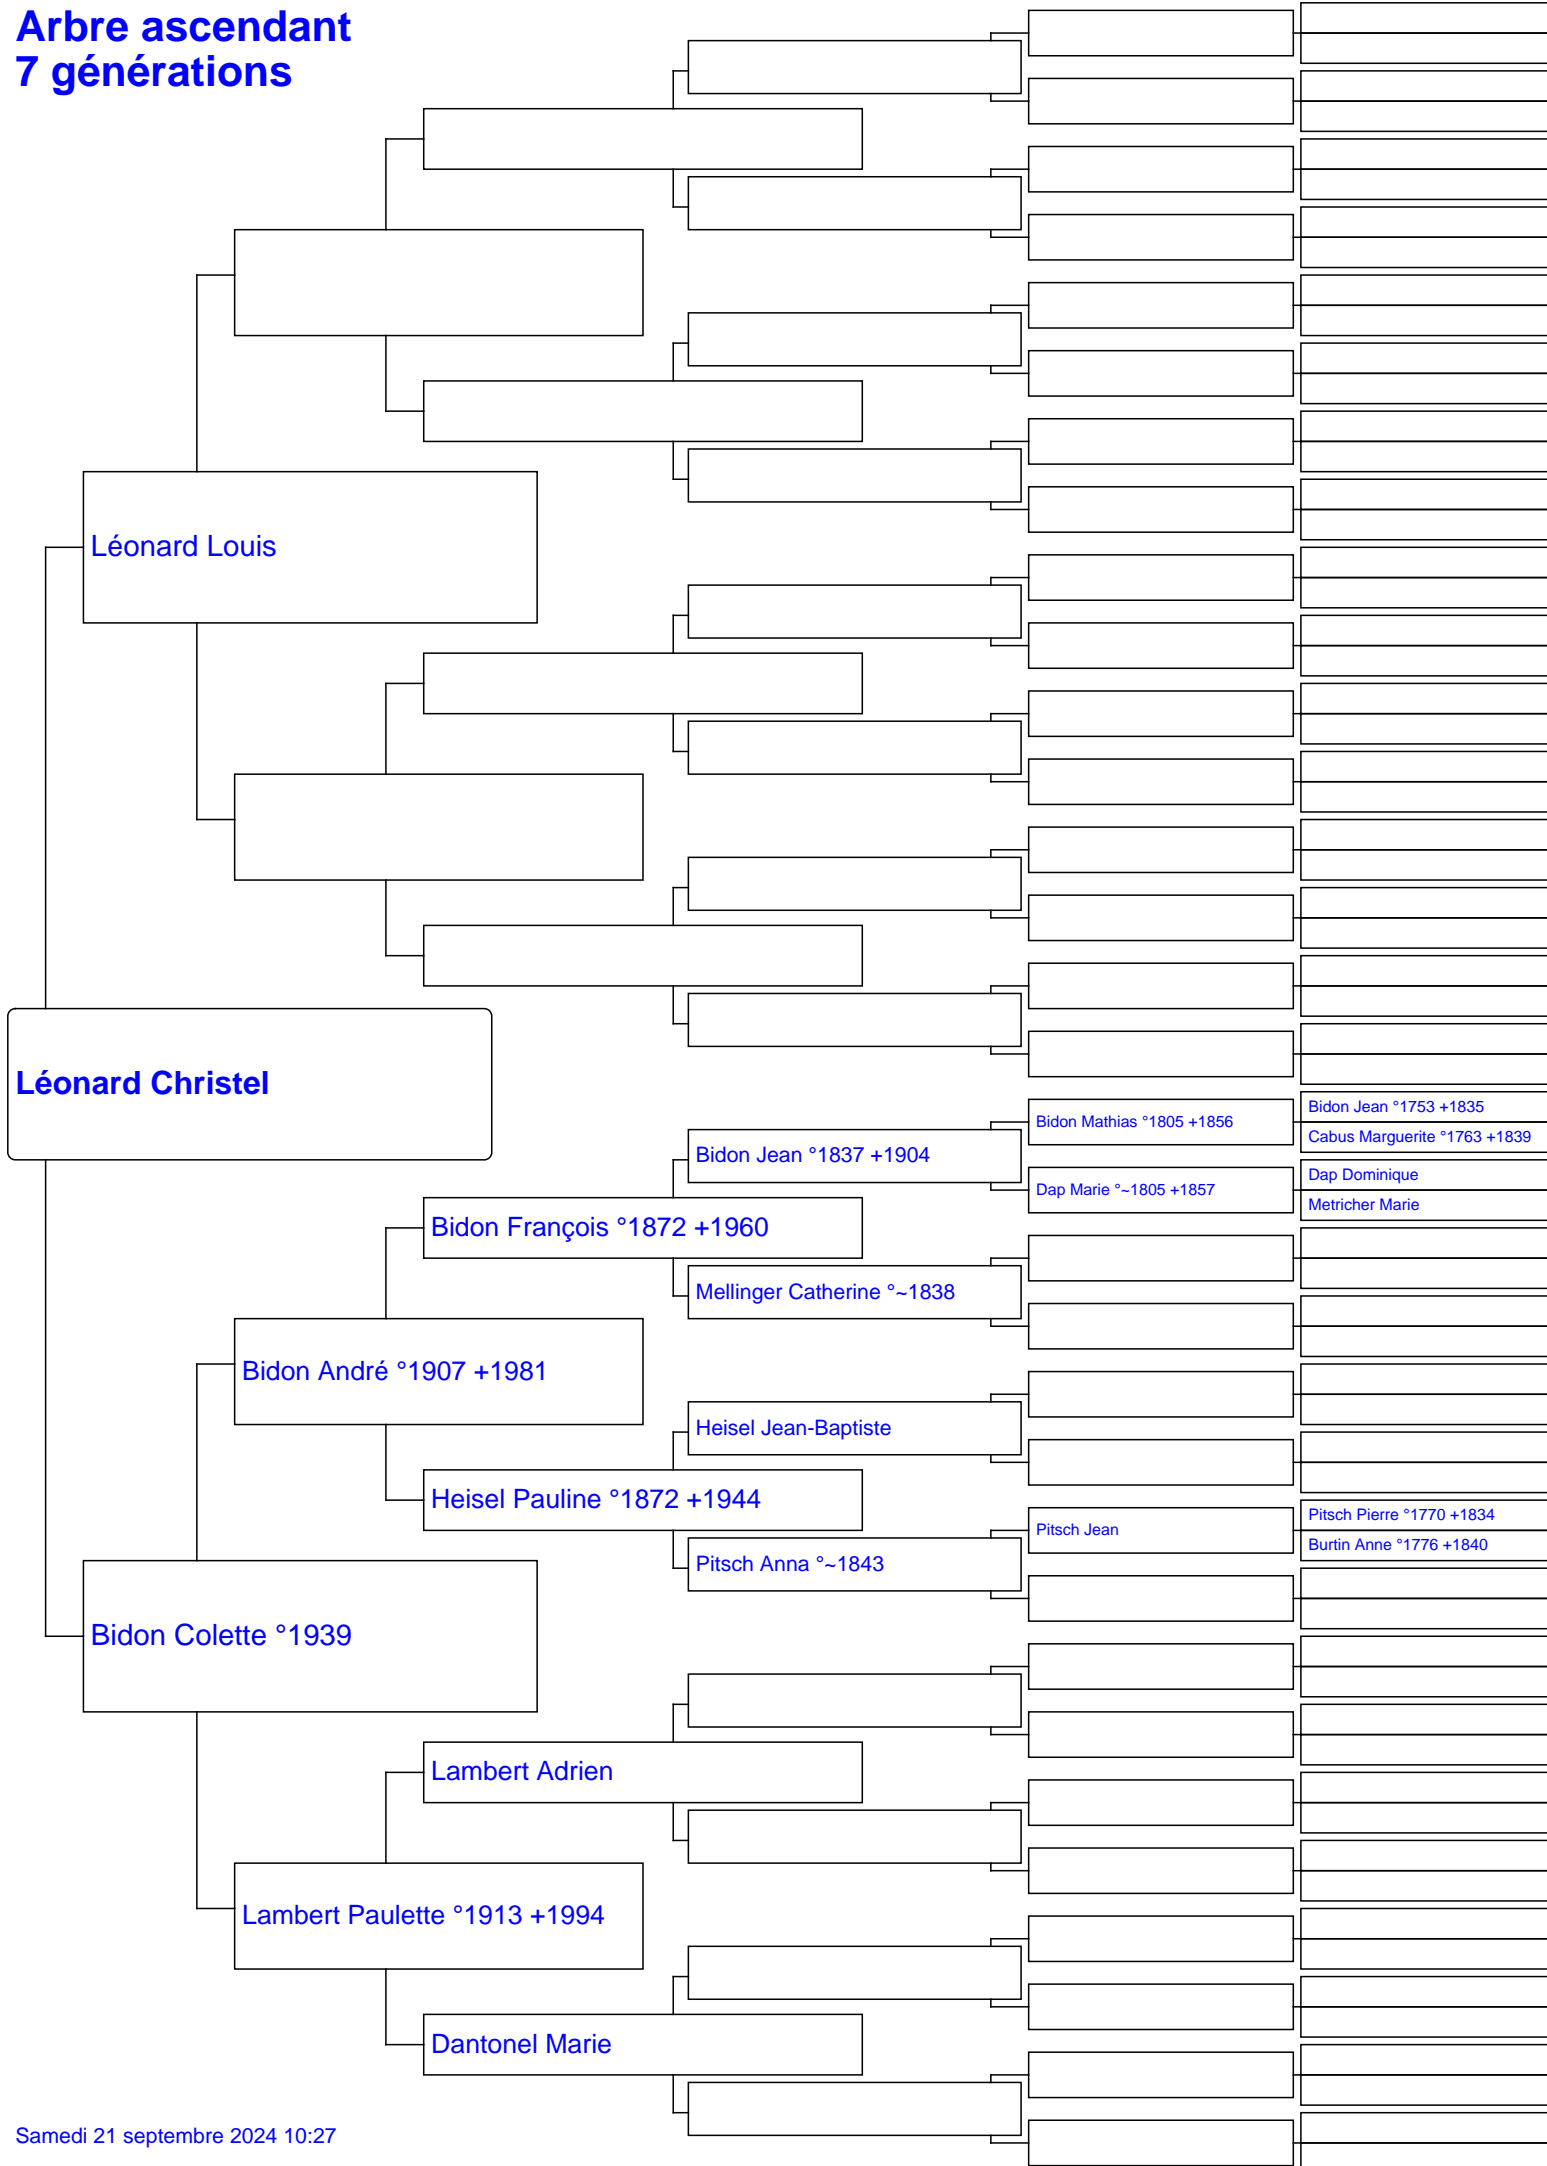 Arbre ascendant
7 générations
Léonard Louis
Léonard Christel
Bidon Mathias °1805 +1856
Bidon Jean °1753 +1835
Cabus Marguerite °1763 +1839
Bidon Jean °1837 +1904
Dap Marie °~1805 +1857
Dap Dominique
Metricher Marie
Bidon François °1872 +1960
Mellinger Catherine °~1838
Bidon André °1907 +1981
Heisel Jean-Baptiste
Heisel Pauline °1872 +1944
Pitsch Jean
Pitsch Pierre °1770 +1834
Burtin Anne °1776 +1840
Pitsch Anna °~1843
Bidon Colette °1939
Lambert Adrien
Lambert Paulette °1913 +1994
Dantonel Marie
Samedi 21 septembre 2024 10:27